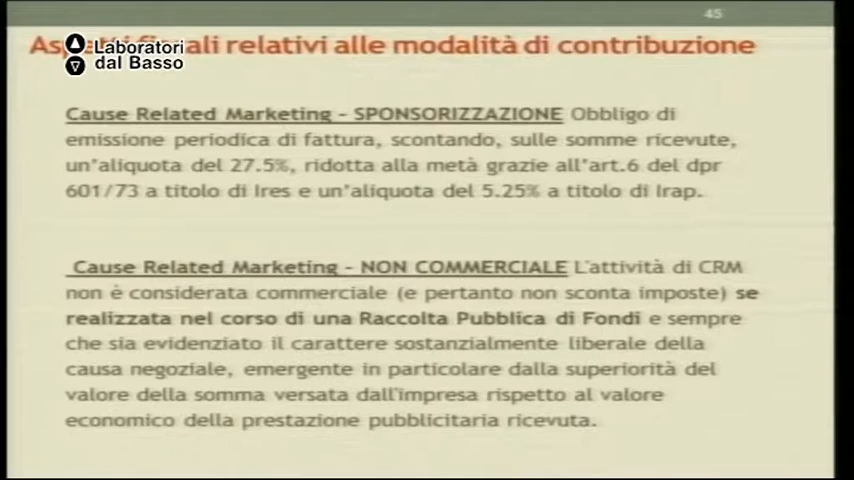 45
Aspetti fiscali relativi alle modalità di contribuzione
Laboratori
dal Basso
Cause Related Marketing - SPONSORIZZAZIONE Obbligo di
emissione periodica di fattura, scontando, sulle somme ricevute,
un'aliquota del 27.5%, ridotta alla metà grazie all'art.6 del dpr
601/73 a titolo di Ires e un'aliquota del 5.25% a titolo di Irap.
Cause Related Marketing - NON COMMERCIALE L'attività di CRM
non è considerata commerciale (e pertanto non sconta imposte) se
realizzata nel corso di una Raccolta Pubblica di Fondi e sempre
che sia evidenziato il carattere sostanzialmente liberale della
causa negoziale, emergente in particolare dalla superiorità del
valore della somma versata dall'impresa rispetto al valore
economico della prestazione pubblicitaria ricevuta.